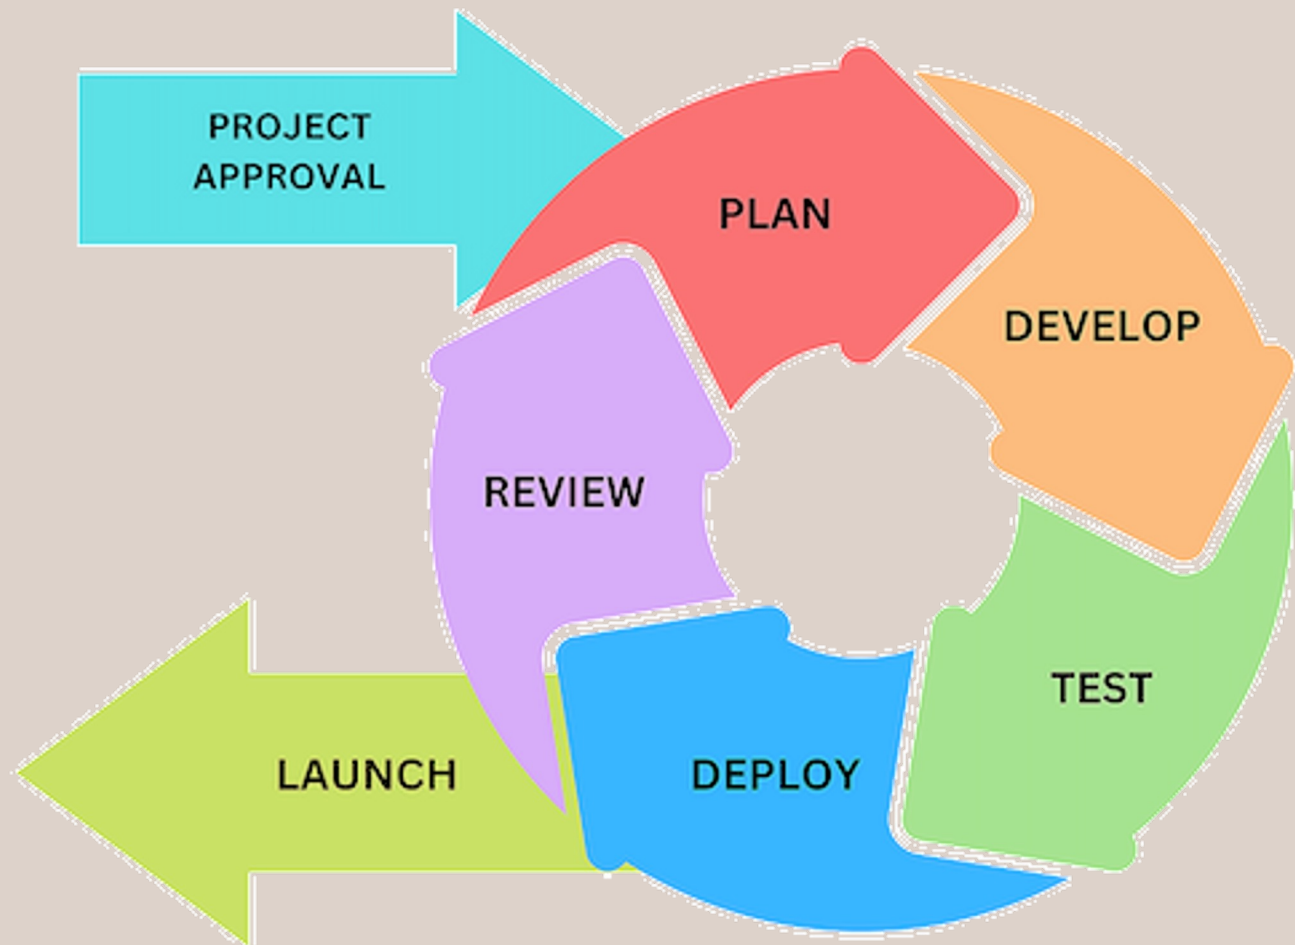 PROJECT
APPROVAL
PLAN
DEVELOP
TEST
DEPLOY
REVIEW
LAUNCH